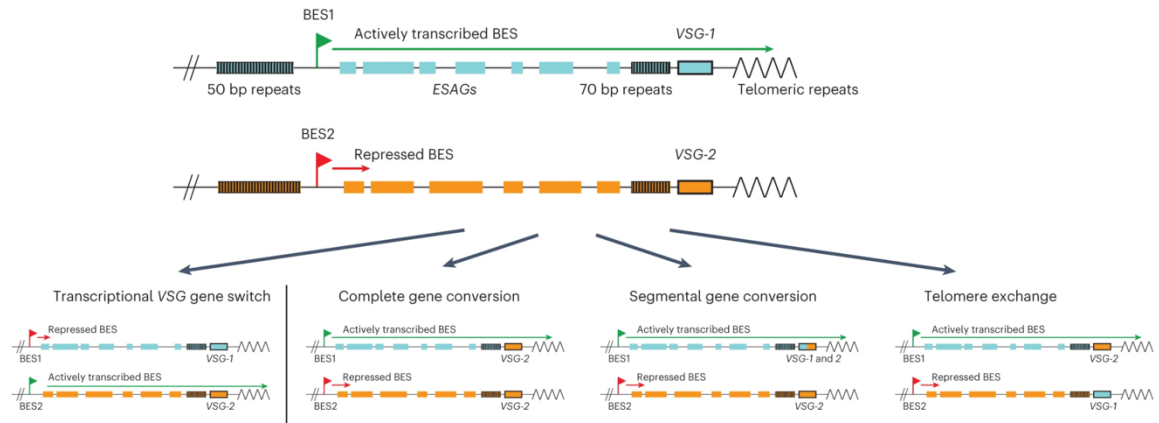 BES1
Actively transcribed BES
VSG-1
50 bp repeats
ESAGs
70 bp repeats
Telomeric repeats
BES2
Repressed BES
VSG-2
Transcriptional VSG gene switch
Repressed BES
BES1
VSG-1
Actively transcribed BES
BES2
VSG-2
Complete gene conversion
Actively transcribed BES
BES1
VSG-2
Repressed BES
BES2
VSG-2
Segmental gene conversion
Actively transcribed BES
BES1
VSG-1 and 2
Repressed BES
BES2
VSG-2
Telomere exchange
Actively transcribed BES
BES1
VSG-2
Repressed BES
BES2
VSG-1